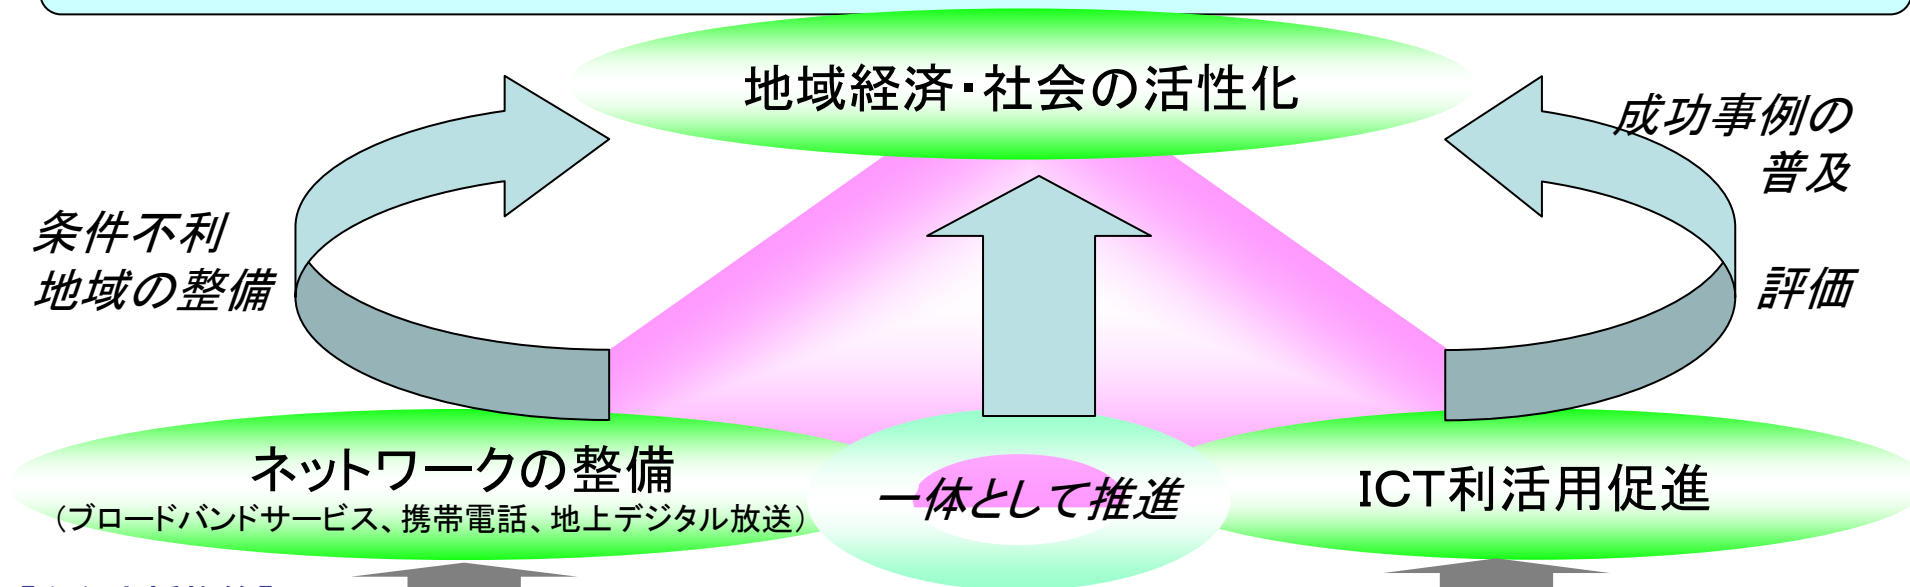 地域経済・社会の活性化
成功事例の
普及
条件不利
地域の整備
評価
ネットワークの整備
（ブロードバンドサービス、携帯電話、地上デジタル放送）
一体として推進
ICT利活用促進